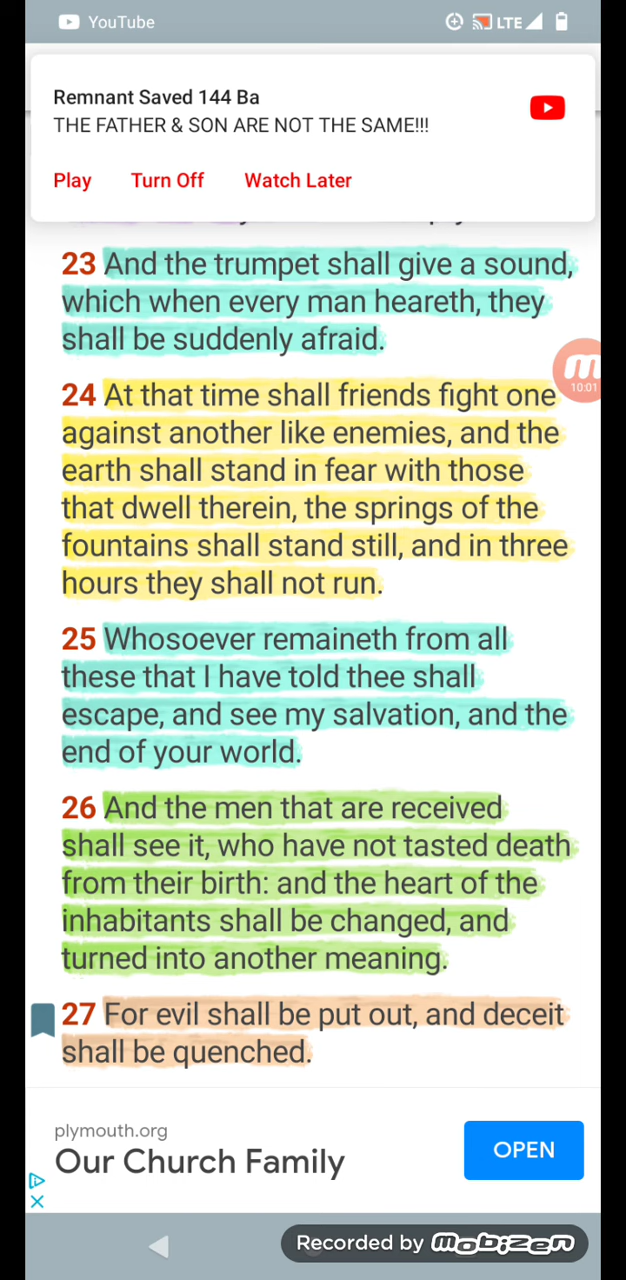 YouTube
LTE
Remnant Saved 144 Ba
THE FATHER & SON ARE NOT THE SAME!!!
Play Turn Off Watch Later
23 And the trumpet shall give a sound,
which when every man heareth, they
shall be suddenly afraid.
10:01
24 At that time shall friends fight one
against another like enemies, and the
earth shall stand in fear with those
that dwell therein, the springs of the
fountains shall stand still, and in three
hours they shall not run.
25 Whosoever remaineth from all
these that I have told thee shall
escape, and see my salvation, and the
end of your world.
26 And the men that are received
shall see it, who have not tasted death
from their birth: and the heart of the
inhabitants shall be changed, and
turned into another meaning.
27 For evil shall be put out, and deceit
shall be quenched.
plymouth.org
Our Church Family
OPEN
Recorded by mobizen